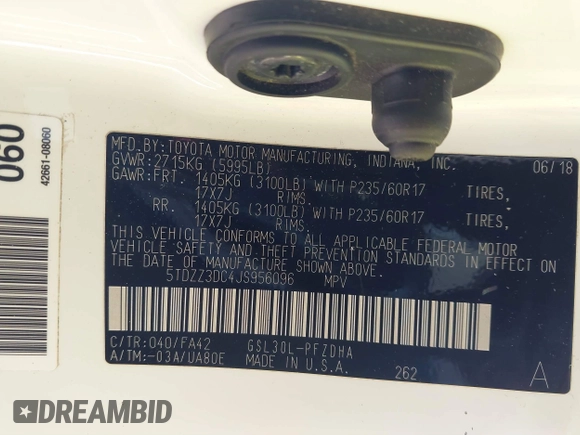 MFD.BY:TOYOTA MOTOR MANUFACTURING, INDIANA, INC. 06/18
GVWR:2715KG (5995LB)
GAWR:FRT. 1405KG (3100LB) WITH P235/60R17 TIRES,
17X7J RIMS.
RR. 1405KG (3100LB) WITH P235/60R17 TIRES,
17X7J RIMS.
THIS VEHICLE CONFORMS TO ALL APPLICABLE FEDERAL MOTOR
VEHICLE SAFETY AND THEFT PREVENTION STANDARDS IN EFFECT ON
THE DATE OF MANUFACTURE SHOWN ABOVE.
5TDZZ3DC4JS956096 MPV
C/TR:040/FA42 GSL30L-PFZDHA
A/TM:-03A/UA80E MADE IN U.S.A. 262 A
060
42661-08060
DREAMBID